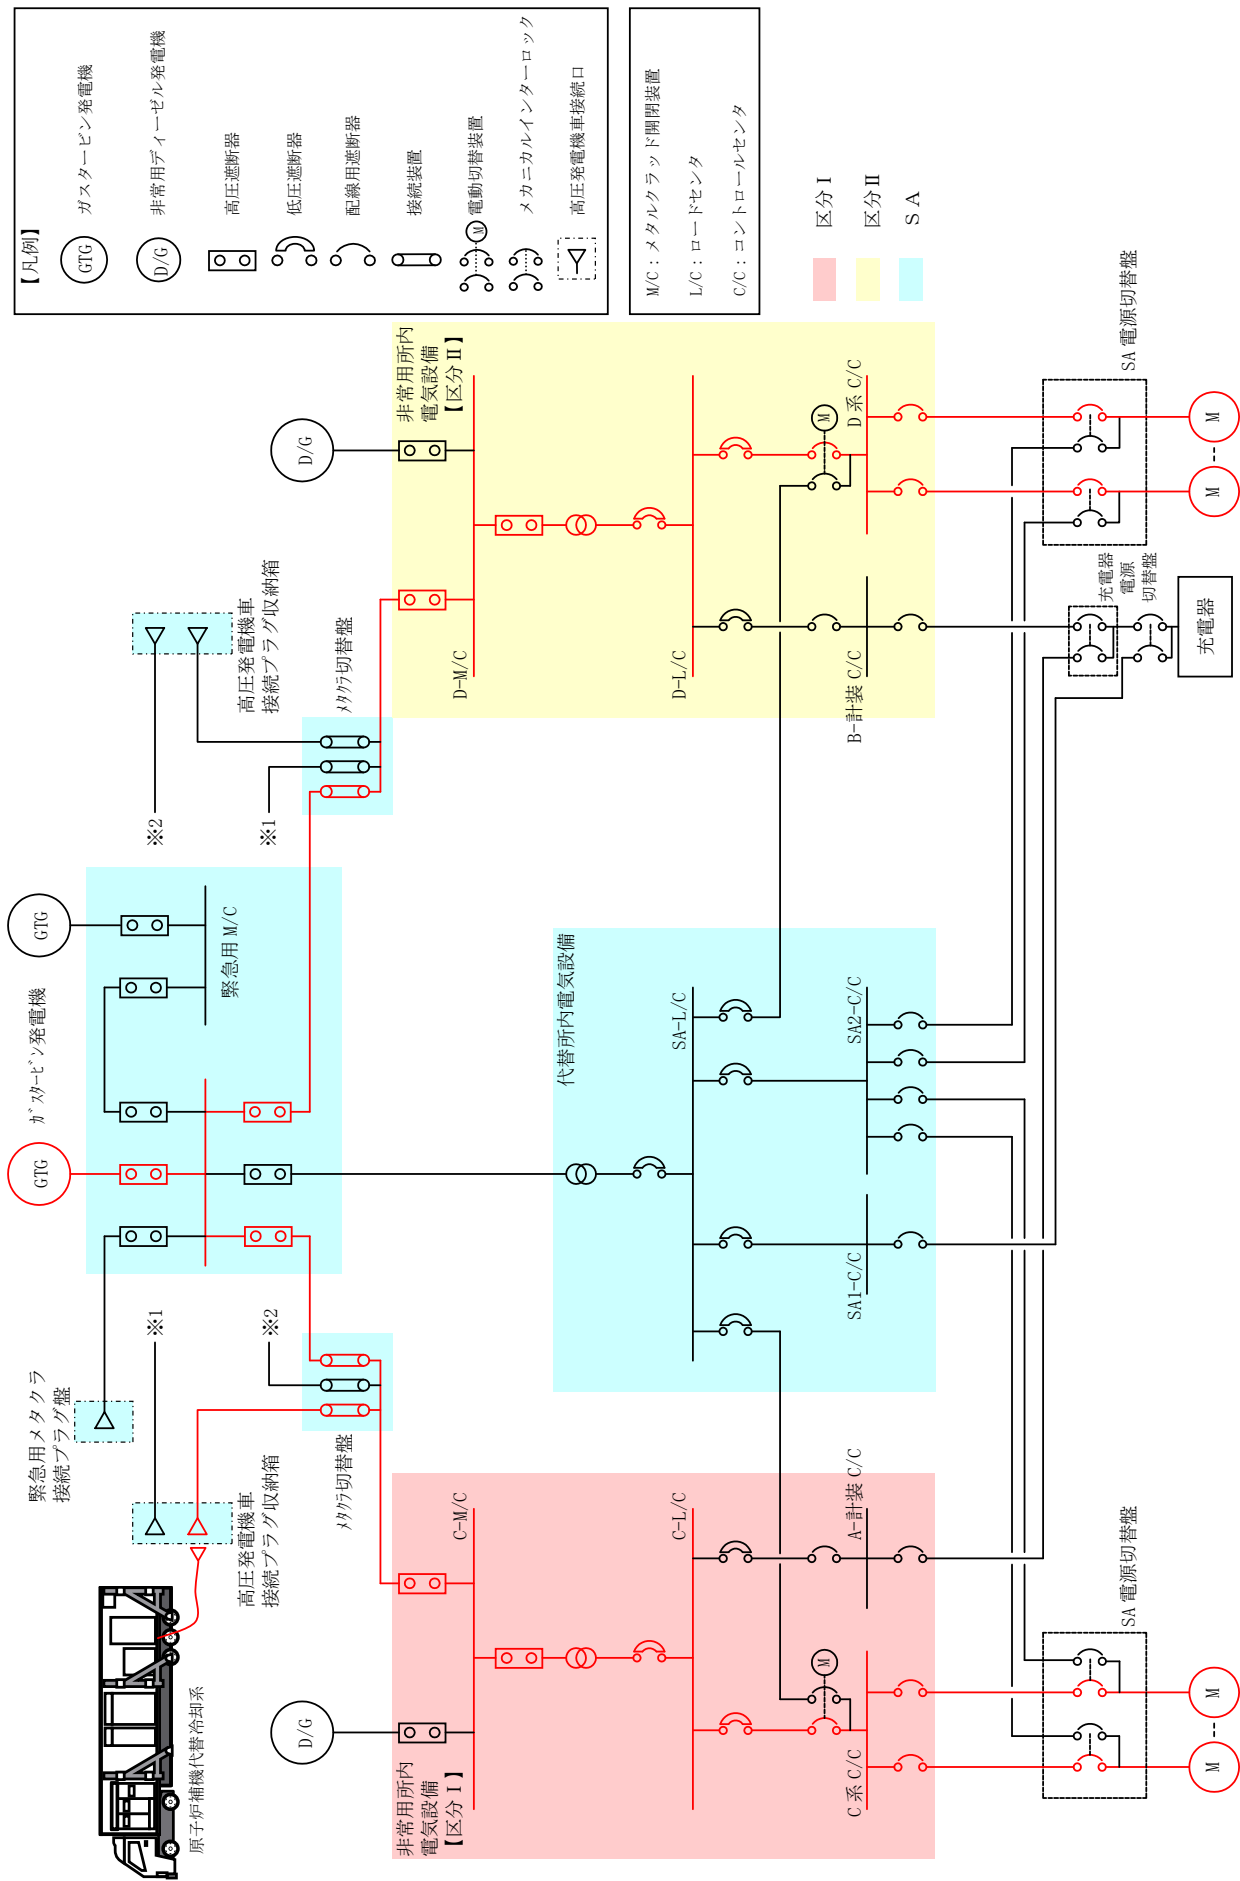 【凡例】
GTG
ガスタービン発電機
D/G
非常用ディーゼル発電機
高圧遮断器
低圧遮断器
配線用遮断器
接続装置
M
電動切替装置
メカニカルインターロック
高圧発電機車接続口
M/C：メタルクラッド開閉装置
L/C：ロードセンタ
C/C：コントロールセンタ
区分Ⅰ
区分Ⅱ
ＳＡ
緊急用メタクラ
接続プラグ盤
GTG
ｶﾞｽﾀｰﾋﾞﾝ発電機
GTG
緊急用 M/C
※1
※2
※2
※1
高圧発電機車
接続プラグ収納箱
高圧発電機車
接続プラグ収納箱
ﾒﾀｸﾗ切替盤
ﾒﾀｸﾗ切替盤
原子炉補機代替冷却系
D/G
D/G
非常用所内
電気設備
【区分Ⅰ】
C-M/C
C-L/C
M
C 系 C/C
A-計装 C/C
代替所内電気設備
SA-L/C
SA1-C/C
SA2-C/C
非常用所内
電気設備
【区分Ⅱ】
D-M/C
D-L/C
M
D 系 C/C
B-計装 C/C
SA 電源切替盤
M
M
充電器
電源
切替盤
充電器
SA 電源切替盤
M
M